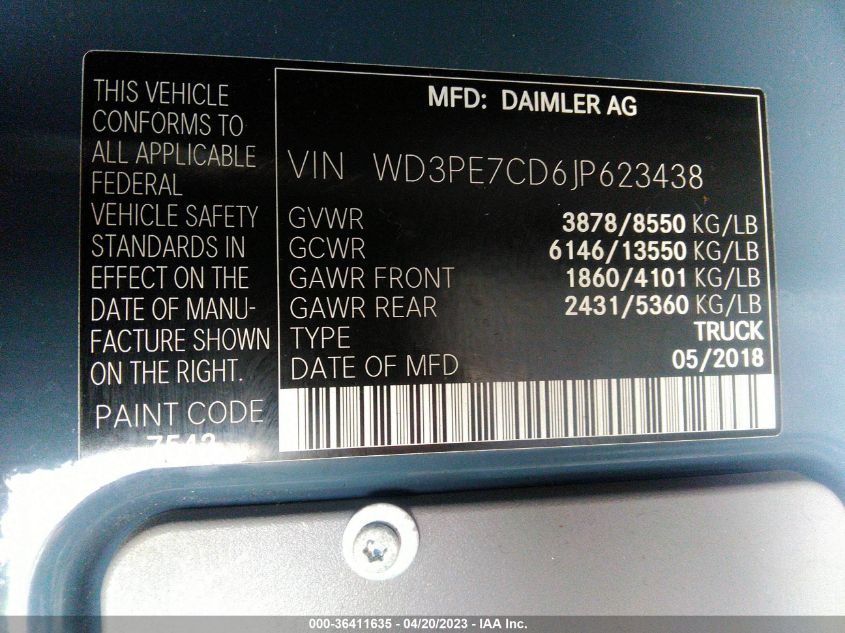 THIS VEHICLE
CONFORMS TO
ALL APPLICABLE
FEDERAL
VEHICLE SAFETY
STANDARDS IN
EFFECT ON THE
DATE OF MANU-
FACTURE SHOWN
ON THE RIGHT.
PAINT CODE
MFD: DAIMLER AG
VIN WD3PE7CD6JP623438
GVWR 3878/8550 KG/LB
GCWR 6146/13550 KG/LB
GAWR FRONT 1860/4101 KG/LB
GAWR REAR 2431/5360 KG/LB
TYPE TRUCK
DATE OF MFD 05/2018
000-36411635 - 04/20/2023 - IAA Inc.